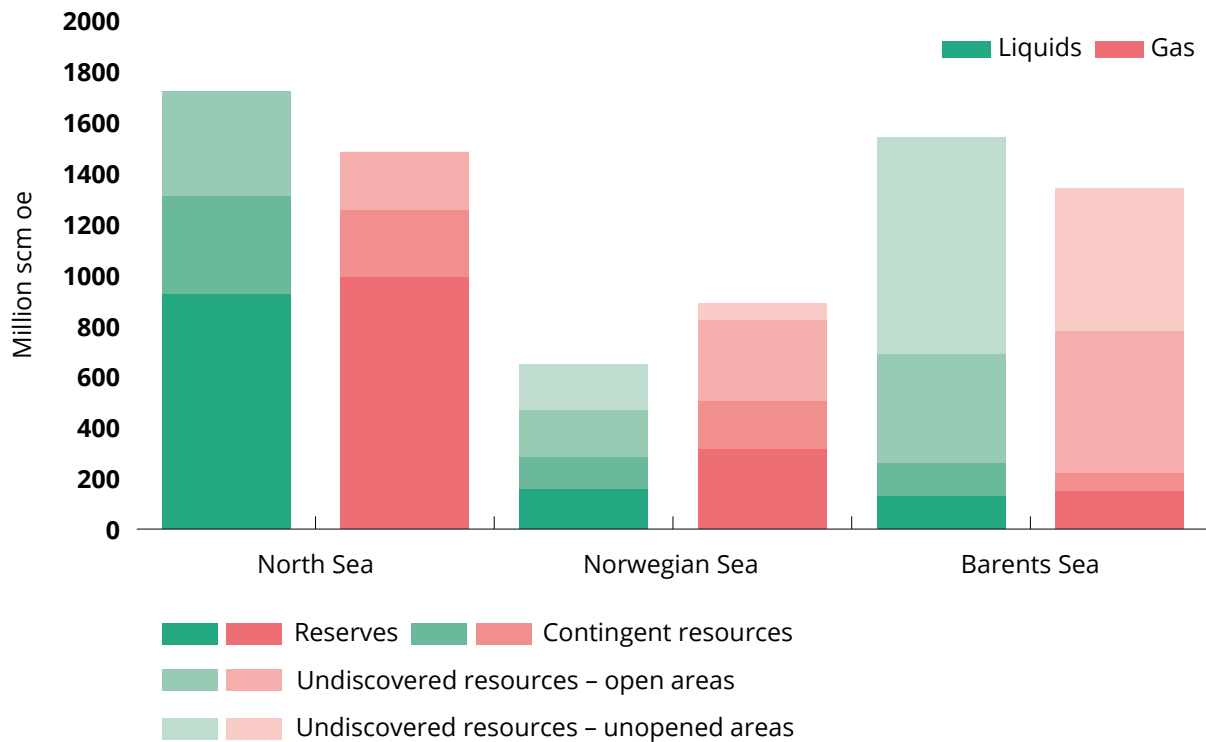 2000
1800
1600
1400
1200
1000
800
600
400
200
0
Million scm oe
Liquids Gas
North Sea Norwegian Sea Barents Sea
Reserves Contingent resources
Undiscovered resources – open areas
Undiscovered resources – unopened areas